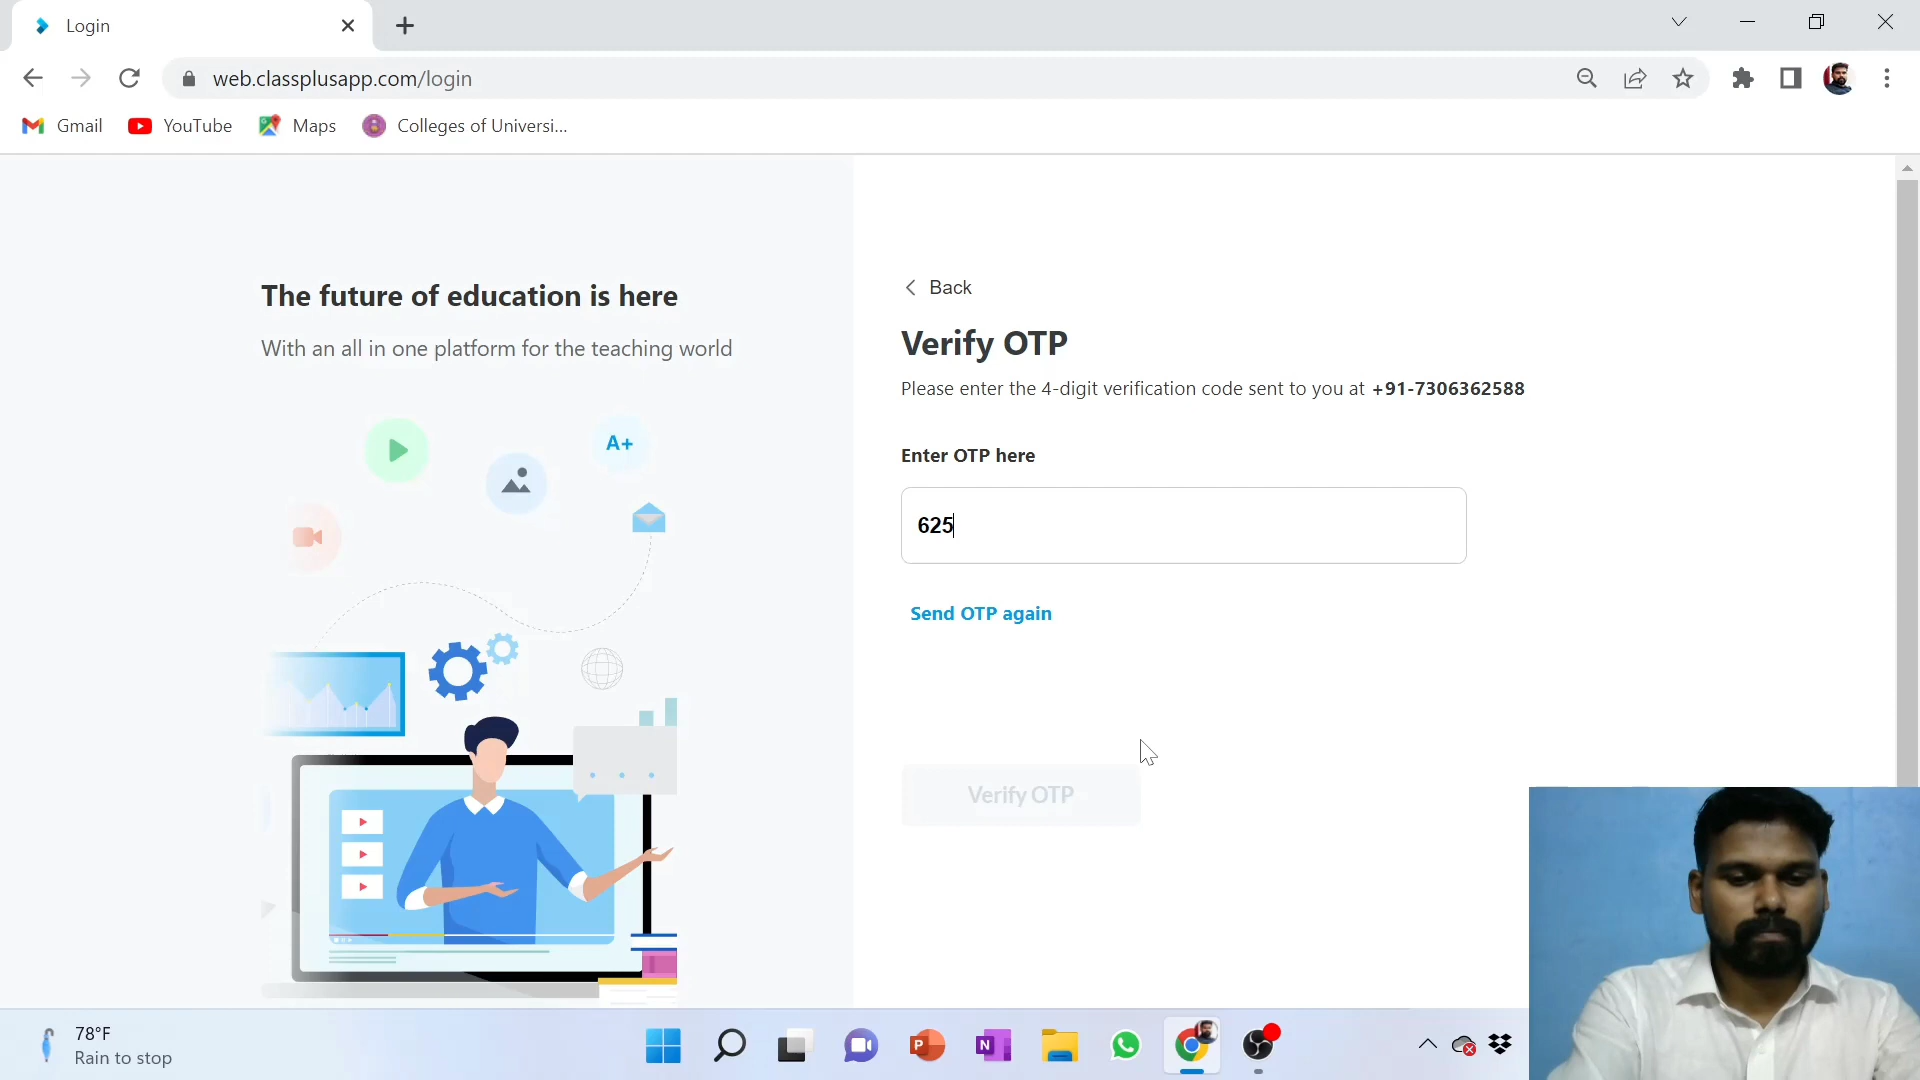 Login
web.classplusapp.com/login
Gmail
YouTube
Maps
Colleges of Universi...
The future of education is here
With an all in one platform for the teaching world
A+
Back
Verify OTP
Please enter the 4-digit verification code sent to you at +91-7306362588
Enter OTP here
625
Send OTP again
Verify OTP
78°F
Rain to stop
P
N